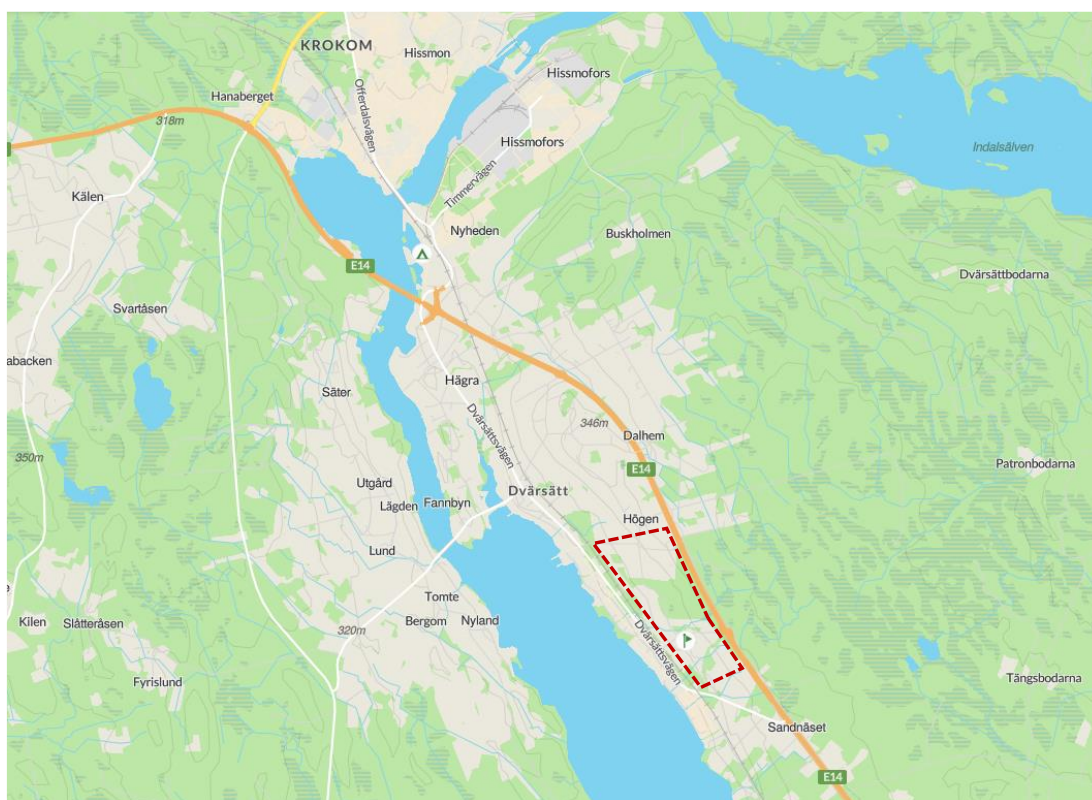 KROKOM
Hissmon
Hissmofors
Hanaberget
Offerdalsvägen
318m
Hissmofors
Indalsälven
Timmervägen
Kälen
Nyheden
Buskholmen
E14
Dvärsättbodarna
Svartåsen
abacken
Hägra
Säter
Dvärsättsvägen
346m
Dalhem
350m
E14
Patronbodarna
Utgård
Dvärsätt
Lägden
Fannbyn
Högen
Lund
Tomte
Kilen
Slåtteråsen
320m
Bergom
Nyland
Dvärsättsvägen
Fyrislund
Tängsbodarna
Sandnäset
E14